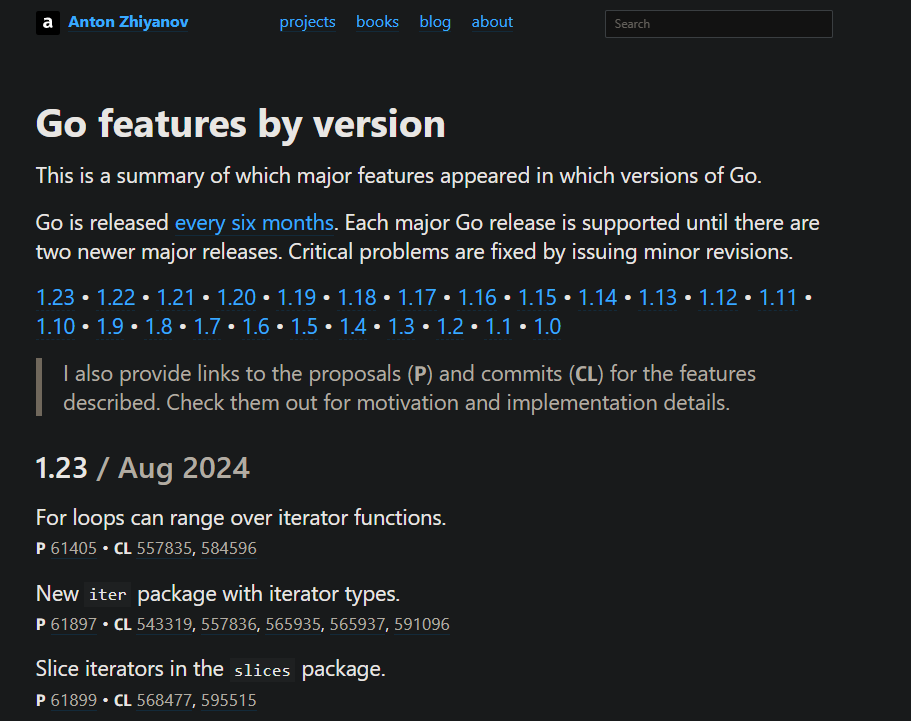 a Anton Zhiyanov projects books blog about Search
Go features by version
This is a summary of which major features appeared in which versions of Go.
Go is released every six months. Each major Go release is supported until there are
two newer major releases. Critical problems are fixed by issuing minor revisions.
1.23 • 1.22 • 1.21 • 1.20 • 1.19 • 1.18 • 1.17 • 1.16 • 1.15 • 1.14 • 1.13 • 1.12 • 1.11 •
1.10 • 1.9 • 1.8 • 1.7 • 1.6 • 1.5 • 1.4 • 1.3 • 1.2 • 1.1 • 1.0
I also provide links to the proposals (P) and commits (CL) for the features
described. Check them out for motivation and implementation details.
1.23 / Aug 2024
For loops can range over iterator functions.
P 61405 • CL 557835, 584596
New iter package with iterator types.
P 61897 • CL 543319, 557836, 565935, 565937, 591096
Slice iterators in the slices package.
P 61899 • CL 568477, 595515